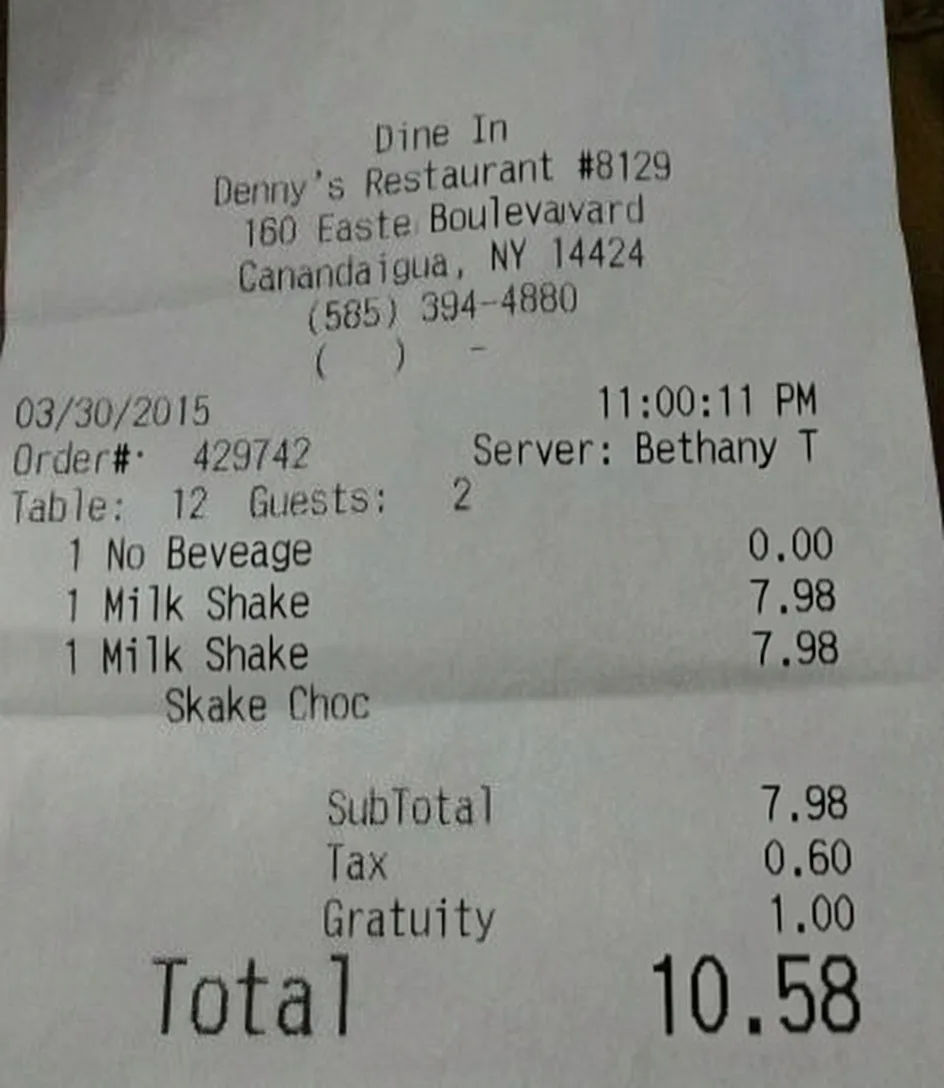 Dine In
Denny's Restaurant #8129
160 Easte Boulevaivard
Canandaigua, NY 14424
(585) 394-4880
( ) -
03/30/2015 11:00:11 PM
Order#· 429742 Server: Bethany T
Table: 12 Guests: 2
1 No Beveage 0.00
1 Milk Shake 7.98
1 Milk Shake 7.98
Skake Choc
SubTotal 7.98
Tax 0.60
Gratuity 1.00
Total 10.58